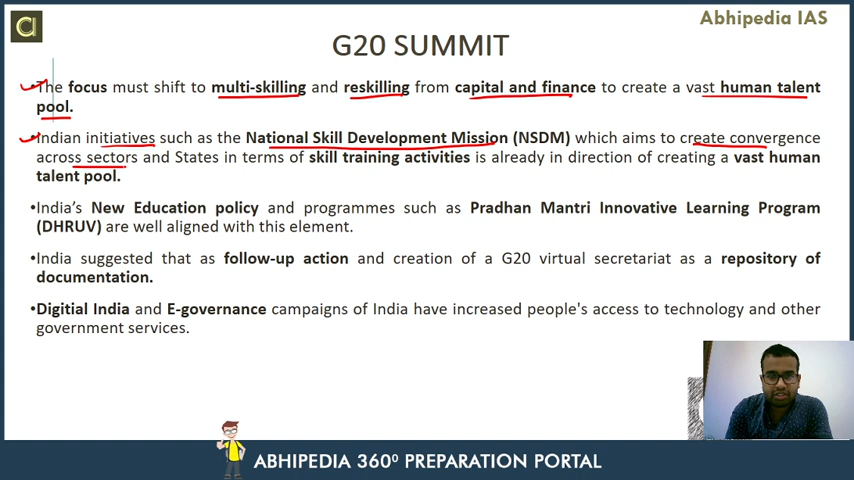 Abhipedia IAS
G20 SUMMIT
•The focus must shift to multi-skilling and reskilling from capital and finance to create a vast human talent
pool.
•Indian initiatives such as the National Skill Development Mission (NSDM) which aims to create convergence
across sectors and States in terms of skill training activities is already in direction of creating a vast human
talent pool.
•India's New Education policy and programmes such as Pradhan Mantri Innovative Learning Program
(DHRUV) are well aligned with this element.
•India suggested that as follow-up action and creation of a G20 virtual secretariat as a repository of
documentation.
•Digitial India and E-governance campaigns of India have increased people's access to technology and other
government services.
ABHIPEDIA 360⁰ PREPARATION PORTAL